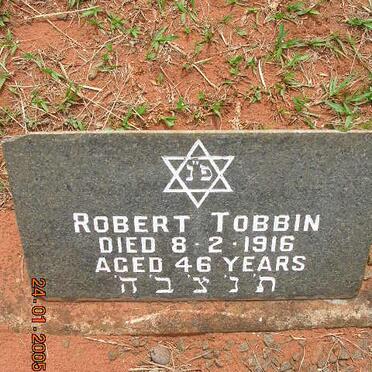 פ"נ
ROBERT TOBBIN
DIED 8-2-1916
AGED 46 YEARS
ת'נ'צ'ב'ה'
24.01.2005